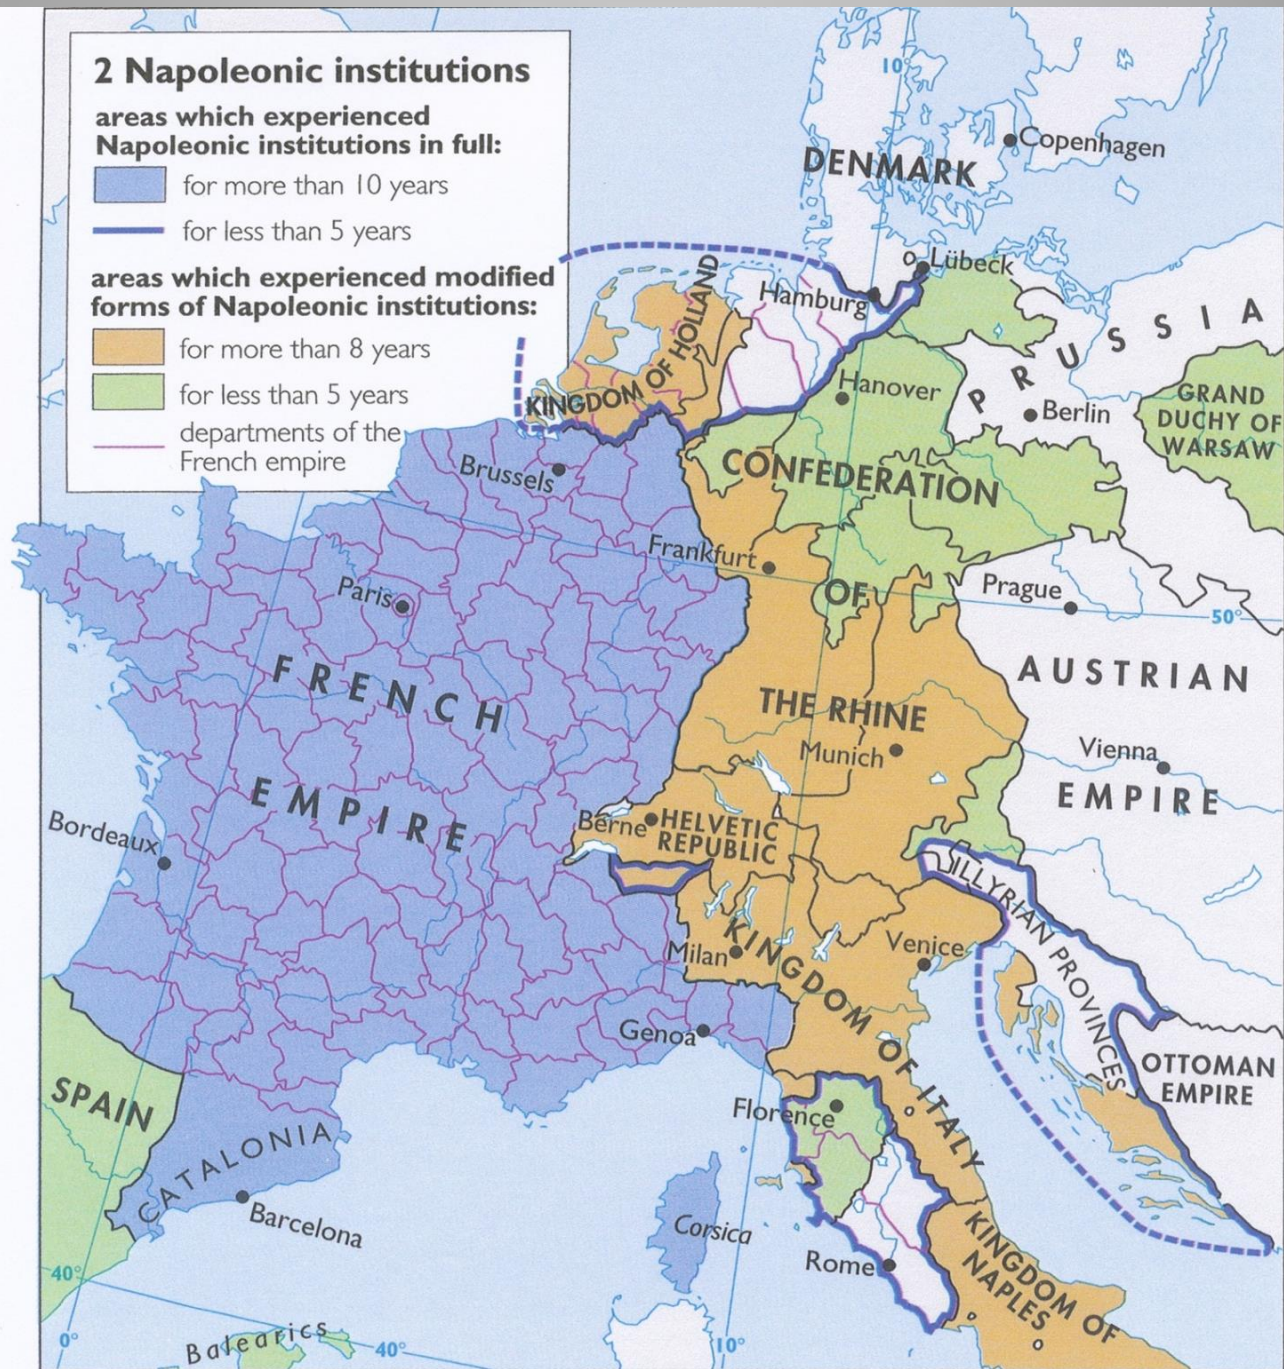 2 Napoleonic institutions
areas which experienced
Napoleonic institutions in full:
for more than 10 years
for less than 5 years
areas which experienced modified
forms of Napoleonic institutions:
for more than 8 years
for less than 5 years
departments of the
French empire
10°
Copenhagen
DENMARK
Lübeck
Hamburg
KINGDOM OF HOLLAND
PRUSSIA
Hanover
Berlin
GRAND
DUCHY OF
WARSAW
Brussels
CONFEDERATION
Frankfurt
OF
Prague
50°
Paris
FRENCH
AUSTRIAN
THE RHINE
Munich
Vienna
EMPIRE
EMPIRE
Bordeaux
Berne
HELVETIC
REPUBLIC
ILLYRIAN PROVINCES
Milan
KINGDOM OF ITALY
Venice
Genoa
OTTOMAN
EMPIRE
SPAIN
Florence
CATALONIA
Barcelona
Corsica
Rome
KINGDOM OF
NAPLES
40°
0°
Balearics
40°
10°